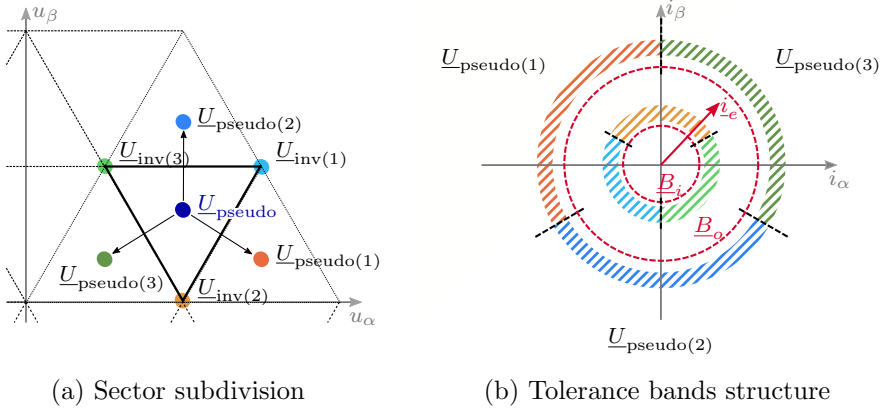 u_β
U_pseudo(2)
U_inv(3)
U_inv(1)
U_pseudo
U_pseudo(3)
U_pseudo(1)
U_inv(2)
u_α
(a) Sector subdivision
i_β
U_pseudo(1)
U_pseudo(3)
i_e
B_i
i_α
B_o
U_pseudo(2)
(b) Tolerance bands structure